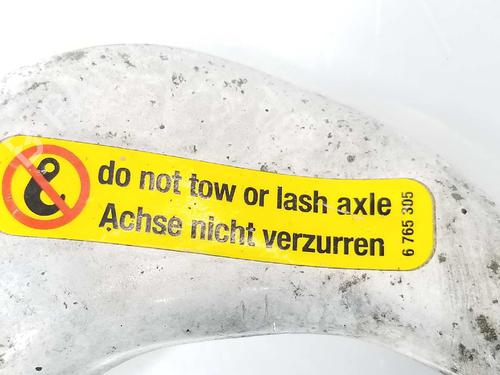 do not tow or lash axle
Achse nicht verzurren
6 765 305